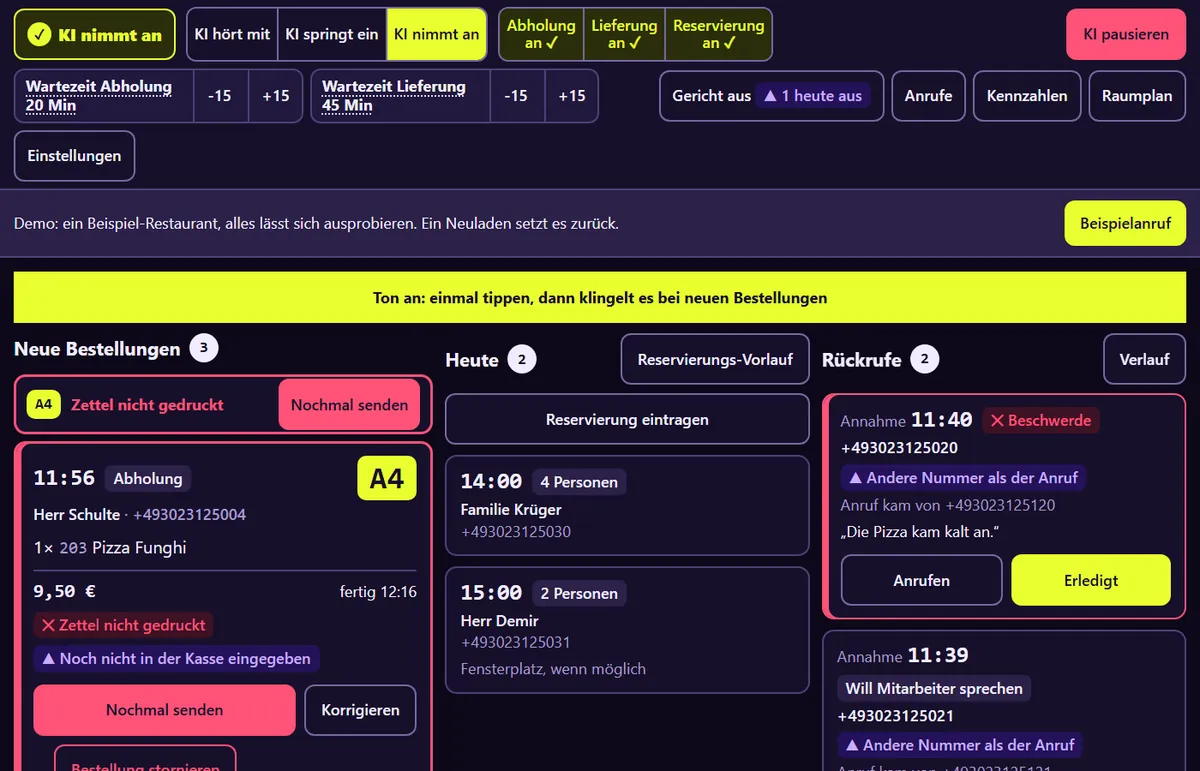 KI nimmt an
KI hört mit
KI springt ein
KI nimmt an
Abholung an ✓
Lieferung an ✓
Reservierung an ✓
KI pausieren
Wartezeit Abholung
20 Min
-15
+15
Wartezeit Lieferung
45 Min
-15
+15
Gericht aus ▲ 1 heute aus
Anrufe
Kennzahlen
Raumplan
Einstellungen
Demo: ein Beispiel-Restaurant, alles lässt sich ausprobieren. Ein Neuladen setzt es zurück.
Beispielanruf
Ton an: einmal tippen, dann klingelt es bei neuen Bestellungen
Neue Bestellungen 3
A4 Zettel nicht gedruckt
Nochmal senden
11:56 Abholung A4
Herr Schulte · +493023125004
1× 203 Pizza Funghi
9,50 € fertig 12:16
✕ Zettel nicht gedruckt
▲ Noch nicht in der Kasse eingegeben
Nochmal senden
Korrigieren
Bestellung stornieren
Heute 2
Reservierungs-Vorlauf
Reservierung eintragen
14:00 4 Personen
Familie Krüger
+493023125030
15:00 2 Personen
Herr Demir
+493023125031
Fensterplatz, wenn möglich
Rückrufe 2
Verlauf
Annahme 11:40 ✕ Beschwerde
+493023125020
▲ Andere Nummer als der Anruf
Anruf kam von +493023125120
„Die Pizza kam kalt an.“
Anrufen
Erledigt
Annahme 11:39
Will Mitarbeiter sprechen
+493023125021
▲ Andere Nummer als der Anruf
Anruf kam von +493023125121